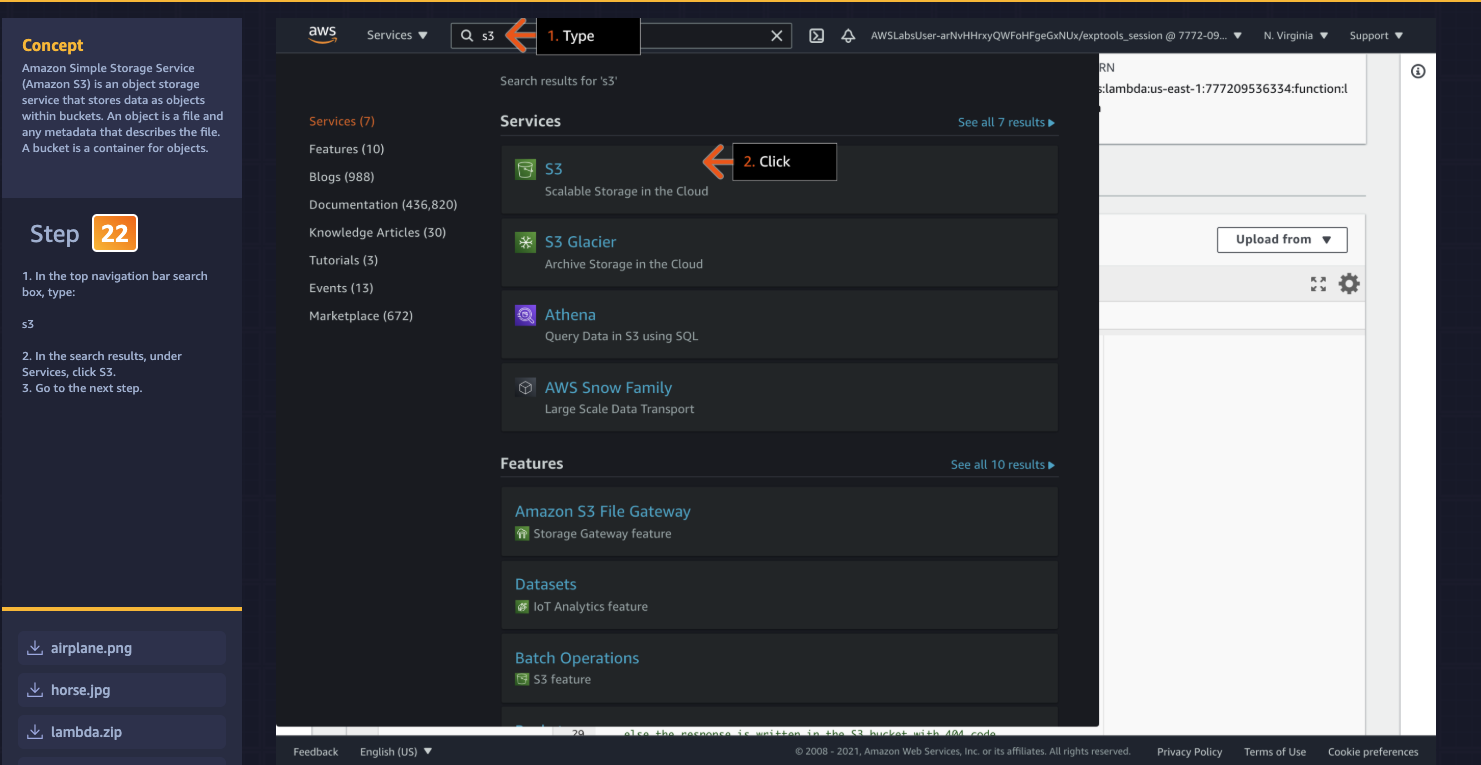 Concept
Amazon Simple Storage Service
(Amazon S3) is an object storage
service that stores data as objects
within buckets. An object is a file and
any metadata that describes the file.
A bucket is a container for objects.
Step 22
1. In the top navigation bar search
box, type:
s3
2. In the search results, under
Services, click S3.
3. Go to the next step.
airplane.png
horse.jpg
lambda.zip
aws
Services
s3
1. Type
AWSLabsUser-arNvHHrxyQWFoHFgeGxNUx/exptools_session @ 7772-09...
N. Virginia
Support
Search results for 's3'
Services (7)
Features (10)
Blogs (988)
Documentation (436,820)
Knowledge Articles (30)
Tutorials (3)
Events (13)
Marketplace (672)
Services
See all 7 results
S3
Scalable Storage in the Cloud
2. Click
S3 Glacier
Archive Storage in the Cloud
Athena
Query Data in S3 using SQL
AWS Snow Family
Large Scale Data Transport
Features
See all 10 results
Amazon S3 File Gateway
Storage Gateway feature
Datasets
IoT Analytics feature
Batch Operations
S3 feature
RN
s:lambda:us-east-1:777209536334:function:l
Upload from
29 else the response is written in the S3 bucket with 404 code
Feedback
English (US)
© 2008 - 2021, Amazon Web Services, Inc. or its affiliates. All rights reserved.
Privacy Policy
Terms of Use
Cookie preferences